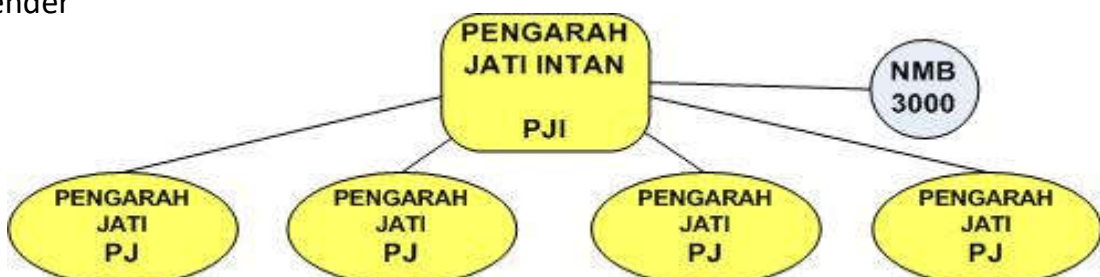 ender
PENGARAH
JATI INTAN
PJI
NMB
3000
PENGARAH
JATI
PJ
PENGARAH
JATI
PJ
PENGARAH
JATI
PJ
PENGARAH
JATI
PJ